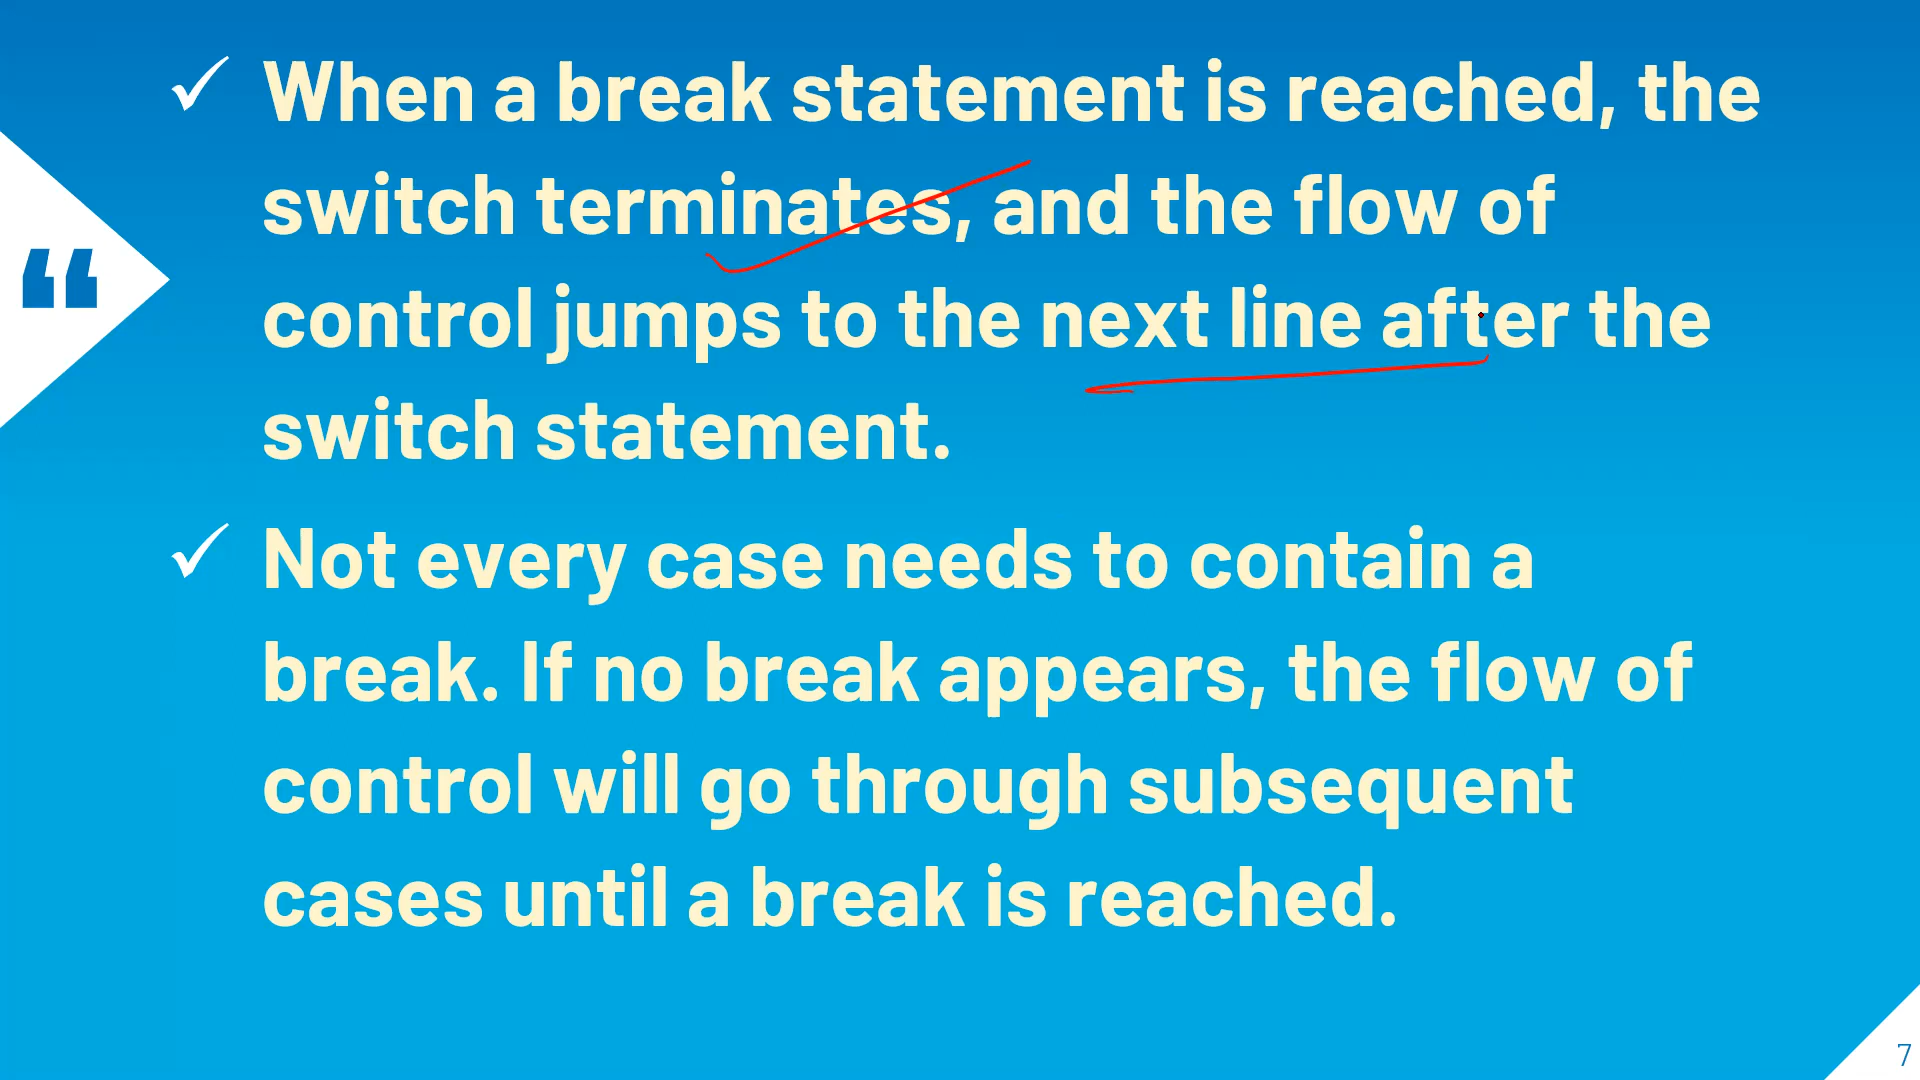 ✓ When a break statement is reached, the
switch terminates, and the flow of
control jumps to the next line after the
switch statement.
“
✓ Not every case needs to contain a
break. If no break appears, the flow of
control will go through subsequent
cases until a break is reached.
7